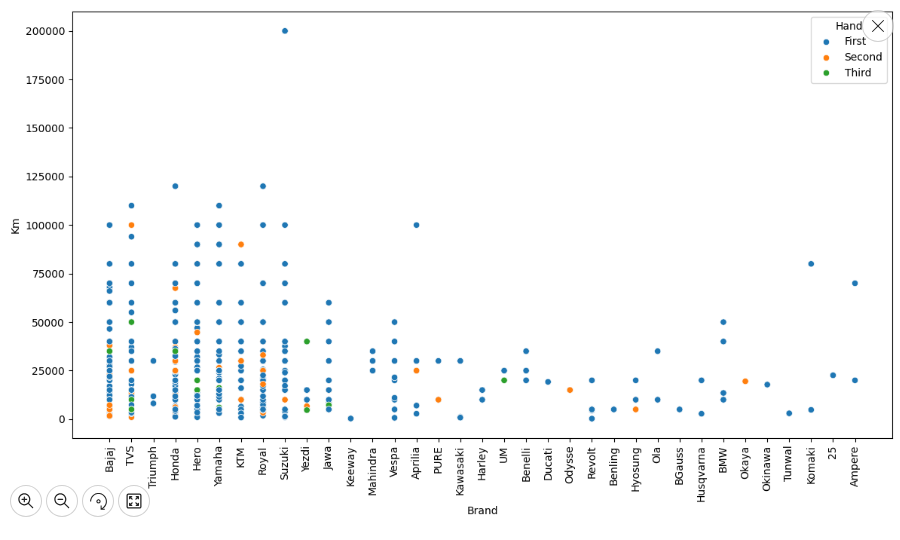 200000
175000
150000
125000
100000
75000
50000
25000
0
Km
Hand
First
Second
Third
Bajaj
TVS
Triumph
Honda
Hero
Yamaha
KTM
Royal
Suzuki
Yezdi
Jawa
Keeway
Mahindra
Vespa
Aprilia
PURE
Kawasaki
Harley
UM
Benelli
Ducati
Odysse
Revolt
Benling
Hyosung
Ola
BGauss
Husqvarna
BMW
Okaya
Okinawa
Tunwal
Komaki
25
Ampere
Brand